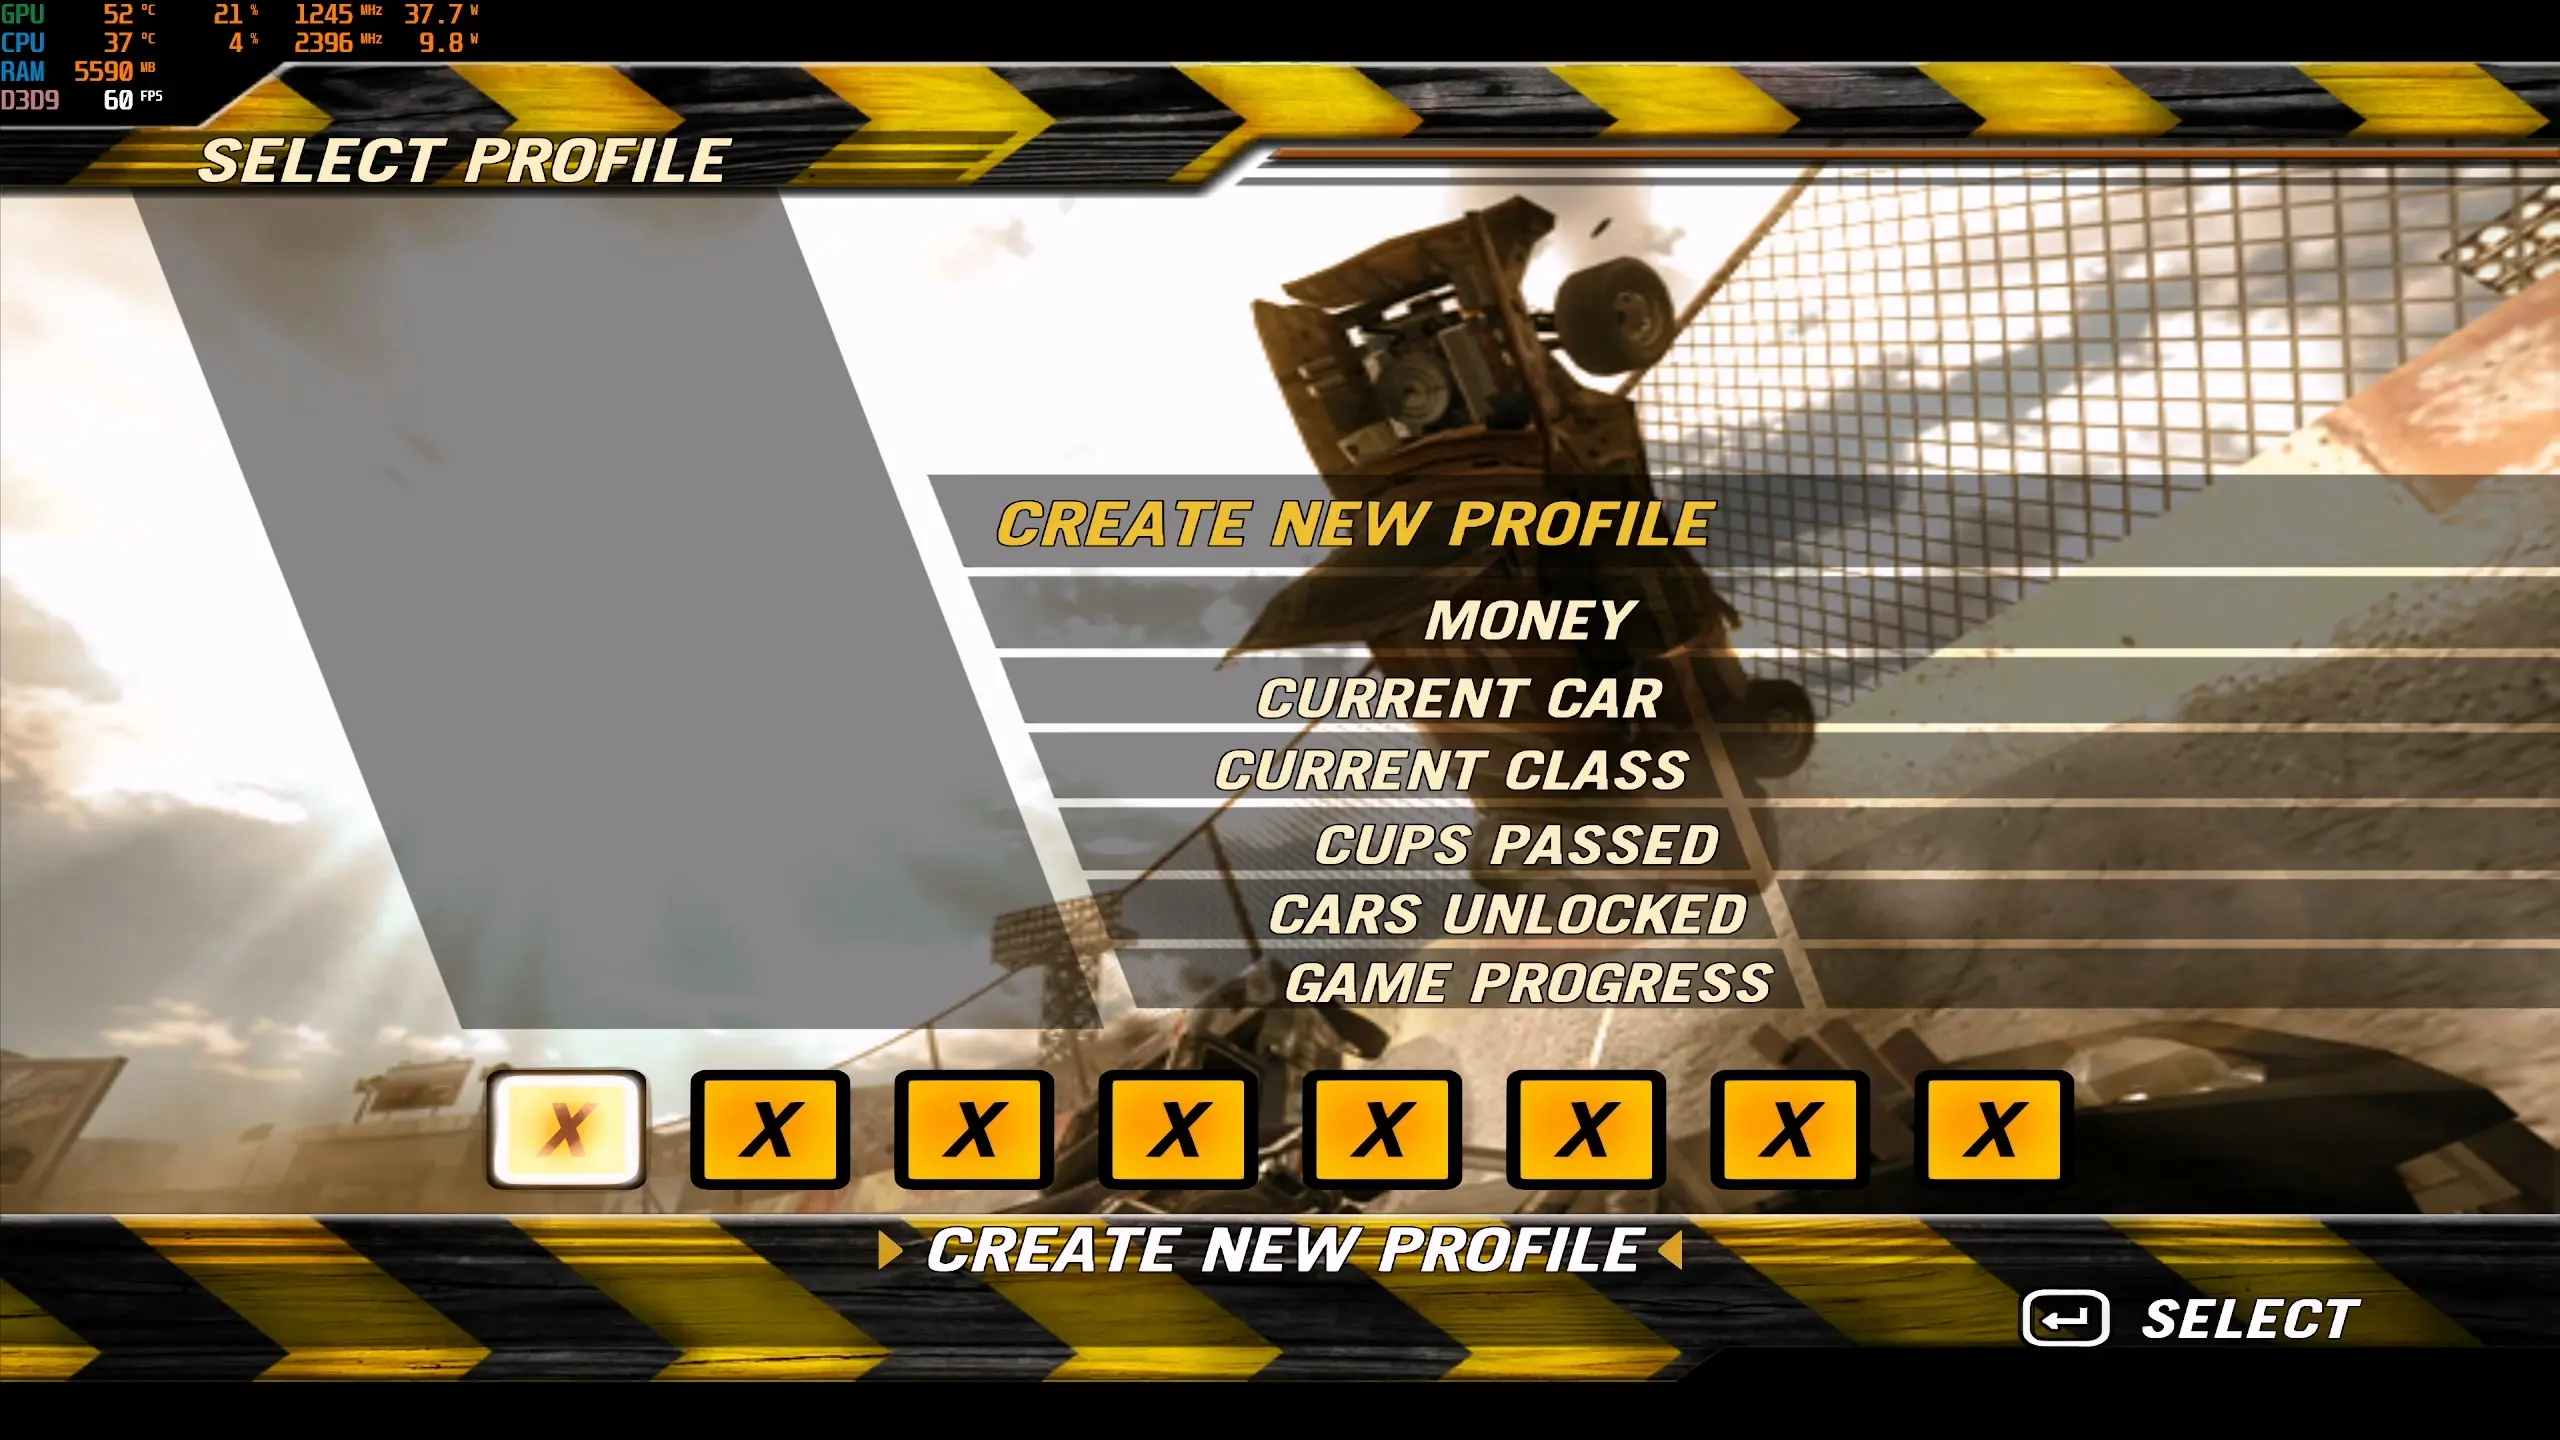 GPU 52 °C 21 % 1245 MHz 37.7 W
CPU 37 °C 4 % 2396 MHz 9.8 W
RAM 5590 MB
D3D9 60 FPS
SELECT PROFILE
CREATE NEW PROFILE
MONEY
CURRENT CAR
CURRENT CLASS
CUPS PASSED
CARS UNLOCKED
GAME PROGRESS
X X X X X X X X
CREATE NEW PROFILE
SELECT